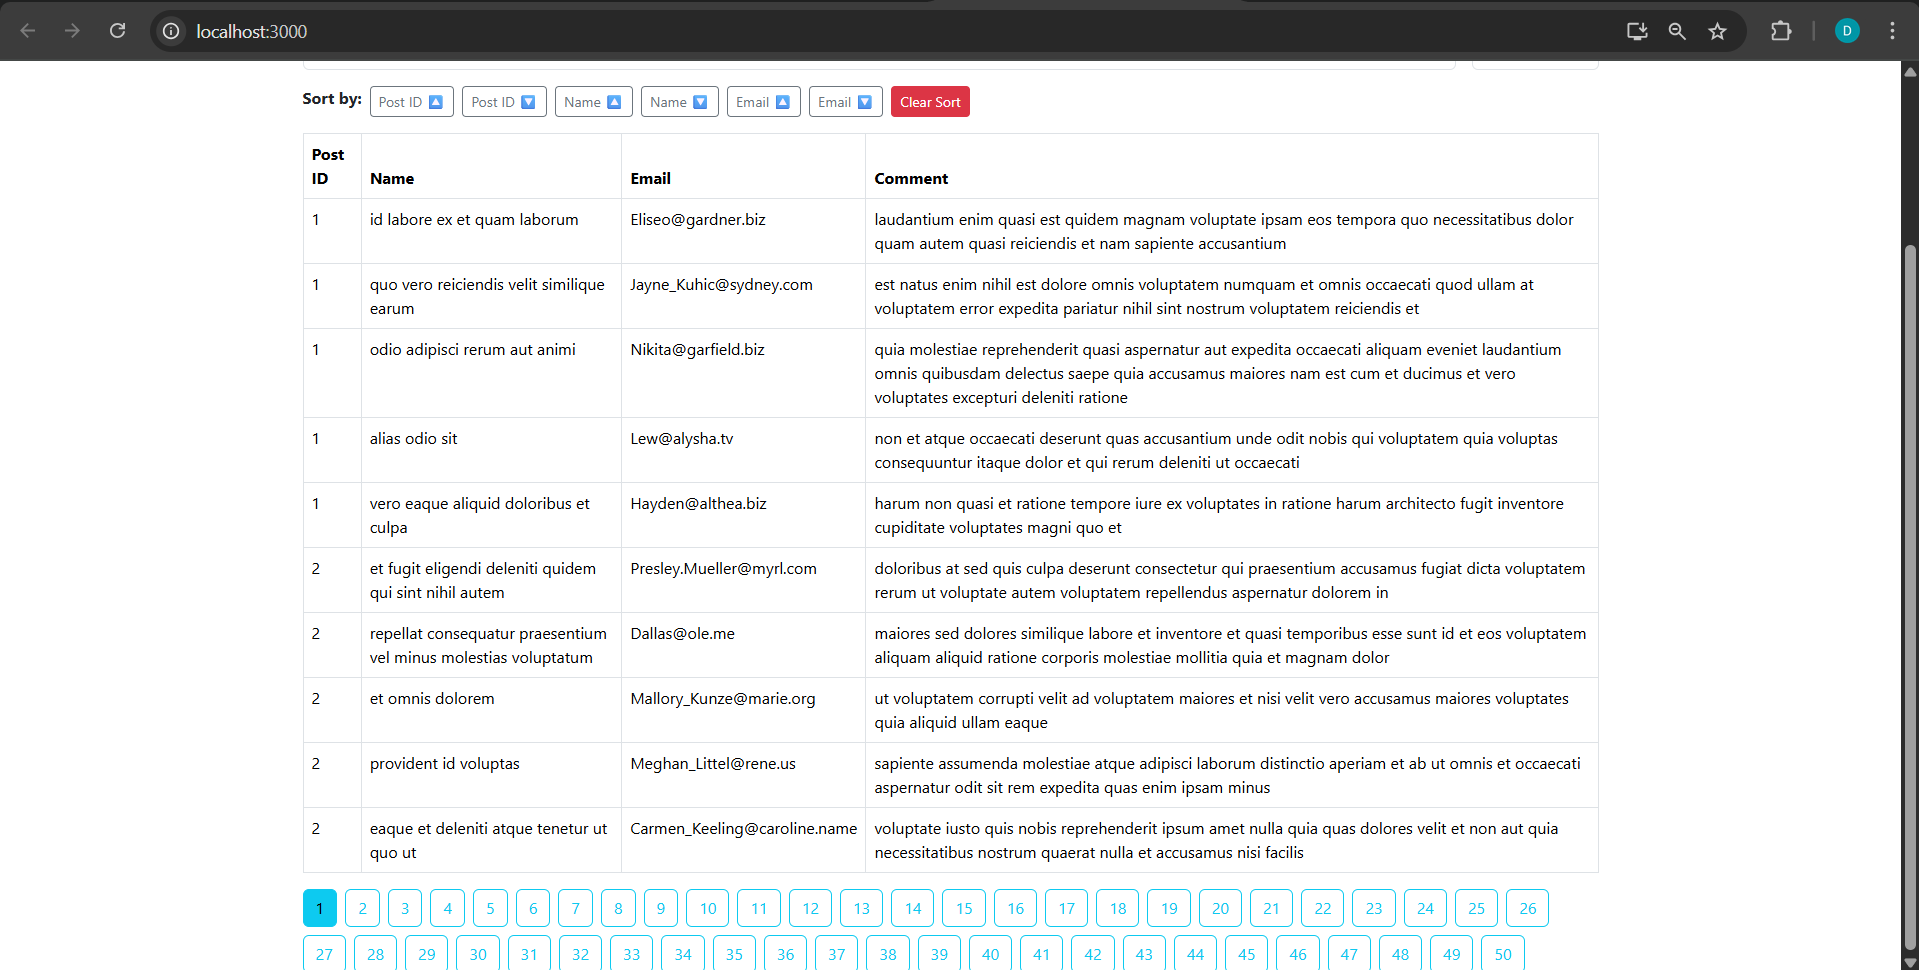 localhost:3000
D
Sort by: Post ID 🔼 Post ID 🔽 Name 🔼 Name 🔽 Email 🔼 Email 🔽 Clear Sort
Post ID Name Email Comment
1 id labore ex et quam laborum Eliseo@gardner.biz laudantium enim quasi est quidem magnam voluptate ipsam eos tempora quo necessitatibus dolor
quam autem quasi reiciendis et nam sapiente accusantium
1 quo vero reiciendis velit similique Jayne_Kuhic@sydney.com est natus enim nihil est dolore omnis voluptatem numquam et omnis occaecati quod ullam at
earum voluptatem error expedita pariatur nihil sint nostrum voluptatem reiciendis et
1 odio adipisci rerum aut animi Nikita@garfield.biz quia molestiae reprehenderit quasi aspernatur aut expedita occaecati aliquam eveniet laudantium
omnis quibusdam delectus saepe quia accusamus maiores nam est cum et ducimus et vero
voluptates excepturi deleniti ratione
1 alias odio sit Lew@alysha.tv non et atque occaecati deserunt quas accusantium unde odit nobis qui voluptatem quia voluptas
consequuntur itaque dolor et qui rerum deleniti ut occaecati
1 vero eaque aliquid doloribus et Hayden@althea.biz harum non quasi et ratione tempore iure ex voluptates in ratione harum architecto fugit inventore
culpa cupiditate voluptates magni quo et
2 et fugit eligendi deleniti quidem Presley.Mueller@myrl.com doloribus at sed quis culpa deserunt consectetur qui praesentium accusamus fugiat dicta voluptatem
qui sint nihil autem rerum ut voluptate autem voluptatem repellendus aspernatur dolorem in
2 repellat consequatur praesentium Dallas@ole.me maiores sed dolores similique labore et inventore et quasi temporibus esse sunt id et eos voluptatem
vel minus molestias voluptatum aliquam aliquid ratione corporis molestiae mollitia quia et magnam dolor
2 et omnis dolorem Mallory_Kunze@marie.org ut voluptatem corrupti velit ad voluptatem maiores et nisi velit vero accusamus maiores voluptates
quia aliquid ullam eaque
2 provident id voluptas Meghan_Littel@rene.us sapiente assumenda molestiae atque adipisci laborum distinctio aperiam et ab ut omnis et occaecati
aspernatur odit sit rem expedita quas enim ipsam minus
2 eaque et deleniti atque tenetur ut Carmen_Keeling@caroline.name voluptate iusto quis nobis reprehenderit ipsum amet nulla quia quas dolores velit et non aut quia
quo ut necessitatibus nostrum quaerat nulla et accusamus nisi facilis
1 2 3 4 5 6 7 8 9 10 11 12 13 14 15 16 17 18 19 20 21 22 23 24 25 26
27 28 29 30 31 32 33 34 35 36 37 38 39 40 41 42 43 44 45 46 47 48 49 50